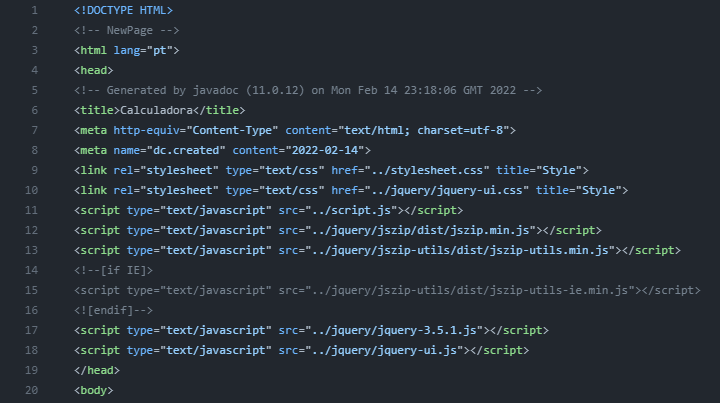 1 <!DOCTYPE HTML>
2 <!-- NewPage -->
3 <html lang="pt">
4 <head>
5 <!-- Generated by javadoc (11.0.12) on Mon Feb 14 23:18:06 GMT 2022 -->
6 <title>Calculadora</title>
7 <meta http-equiv="Content-Type" content="text/html; charset=utf-8">
8 <meta name="dc.created" content="2022-02-14">
9 <link rel="stylesheet" type="text/css" href="../stylesheet.css" title="Style">
10 <link rel="stylesheet" type="text/css" href="../jquery/jquery-ui.css" title="Style">
11 <script type="text/javascript" src="../script.js"></script>
12 <script type="text/javascript" src="../jquery/jszip/dist/jszip.min.js"></script>
13 <script type="text/javascript" src="../jquery/jszip-utils/dist/jszip-utils.min.js"></script>
14 <!--[if IE]>
15 <script type="text/javascript" src="../jquery/jszip-utils/dist/jszip-utils-ie.min.js"></script>
16 <![endif]-->
17 <script type="text/javascript" src="../jquery/jquery-3.5.1.js"></script>
18 <script type="text/javascript" src="../jquery/jquery-ui.js"></script>
19 </head>
20 <body>